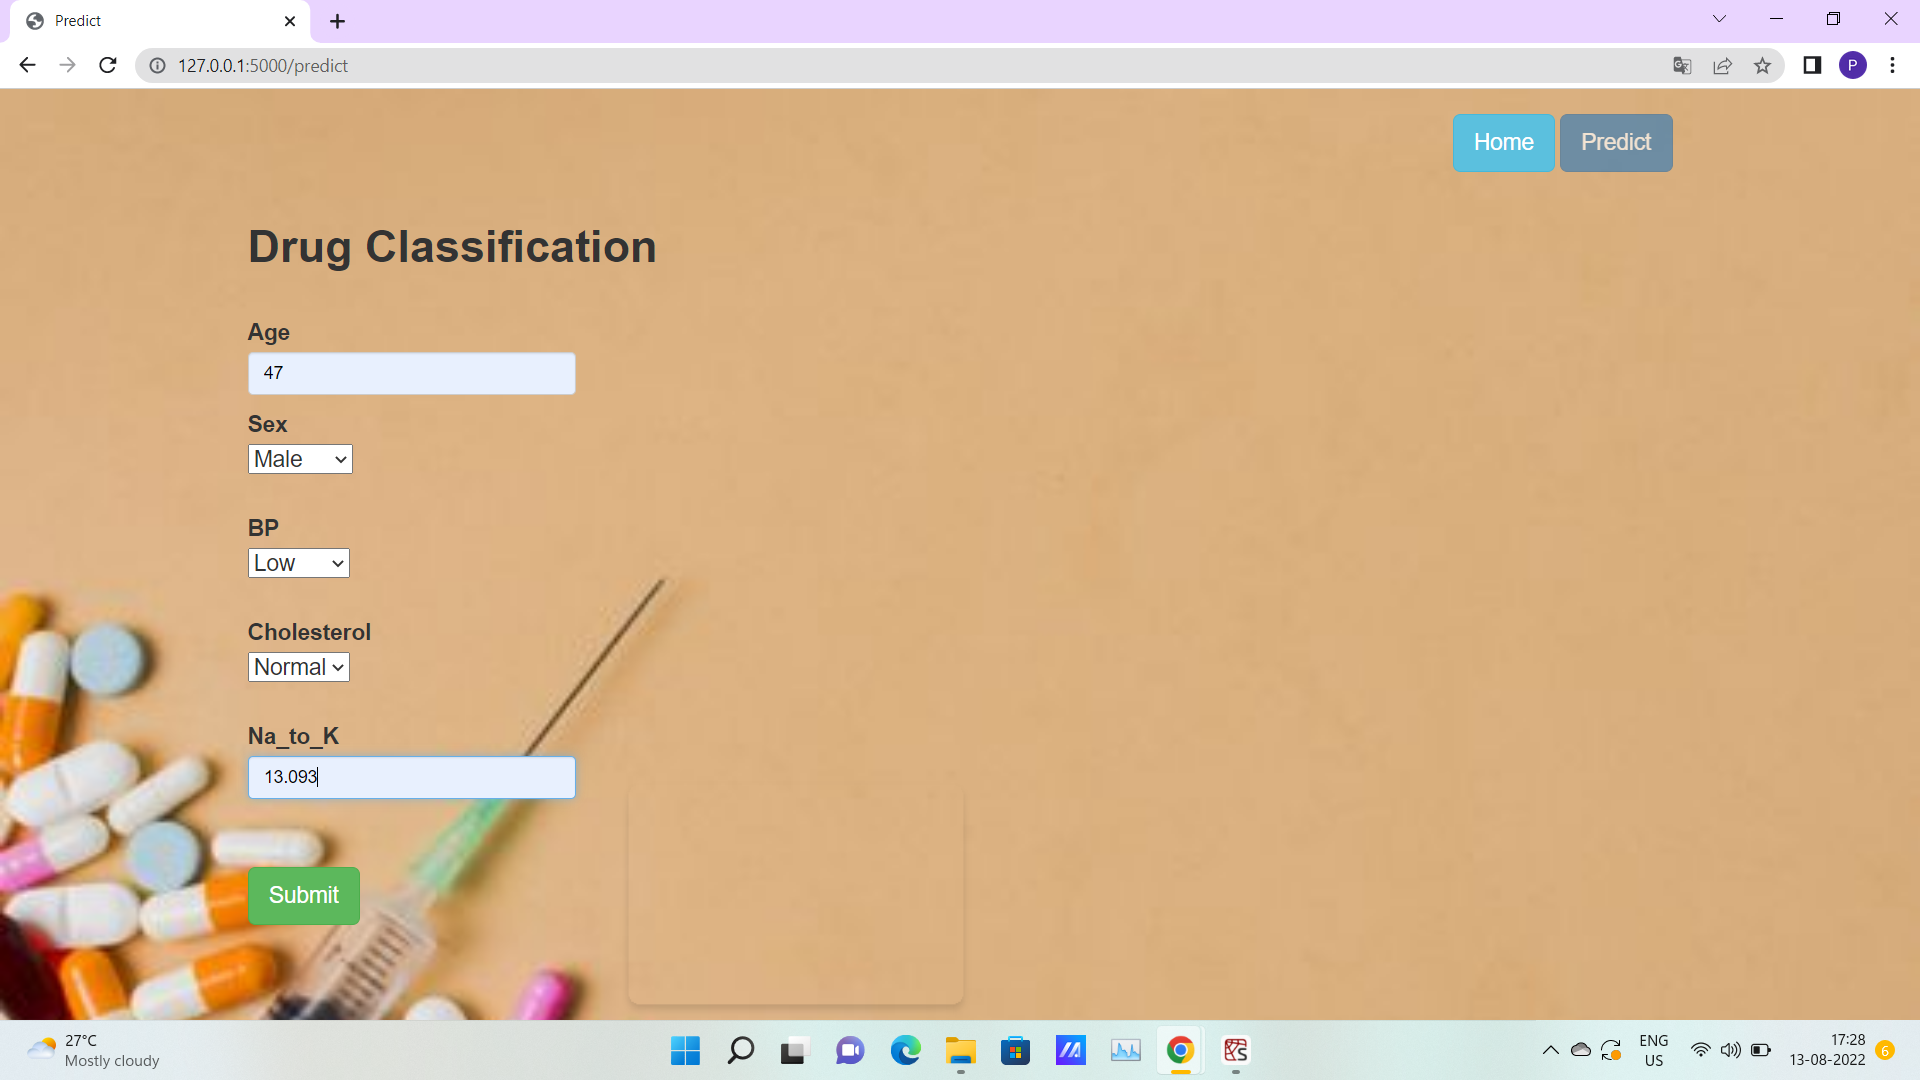 Predict
127.0.0.1:5000/predict
P
Home
Predict
Drug Classification
Age
47
Sex
Male
BP
Low
Cholesterol
Normal
Na_to_K
13.093
Submit
27°C
Mostly cloudy
ENG
US
17:28
13-08-2022
6